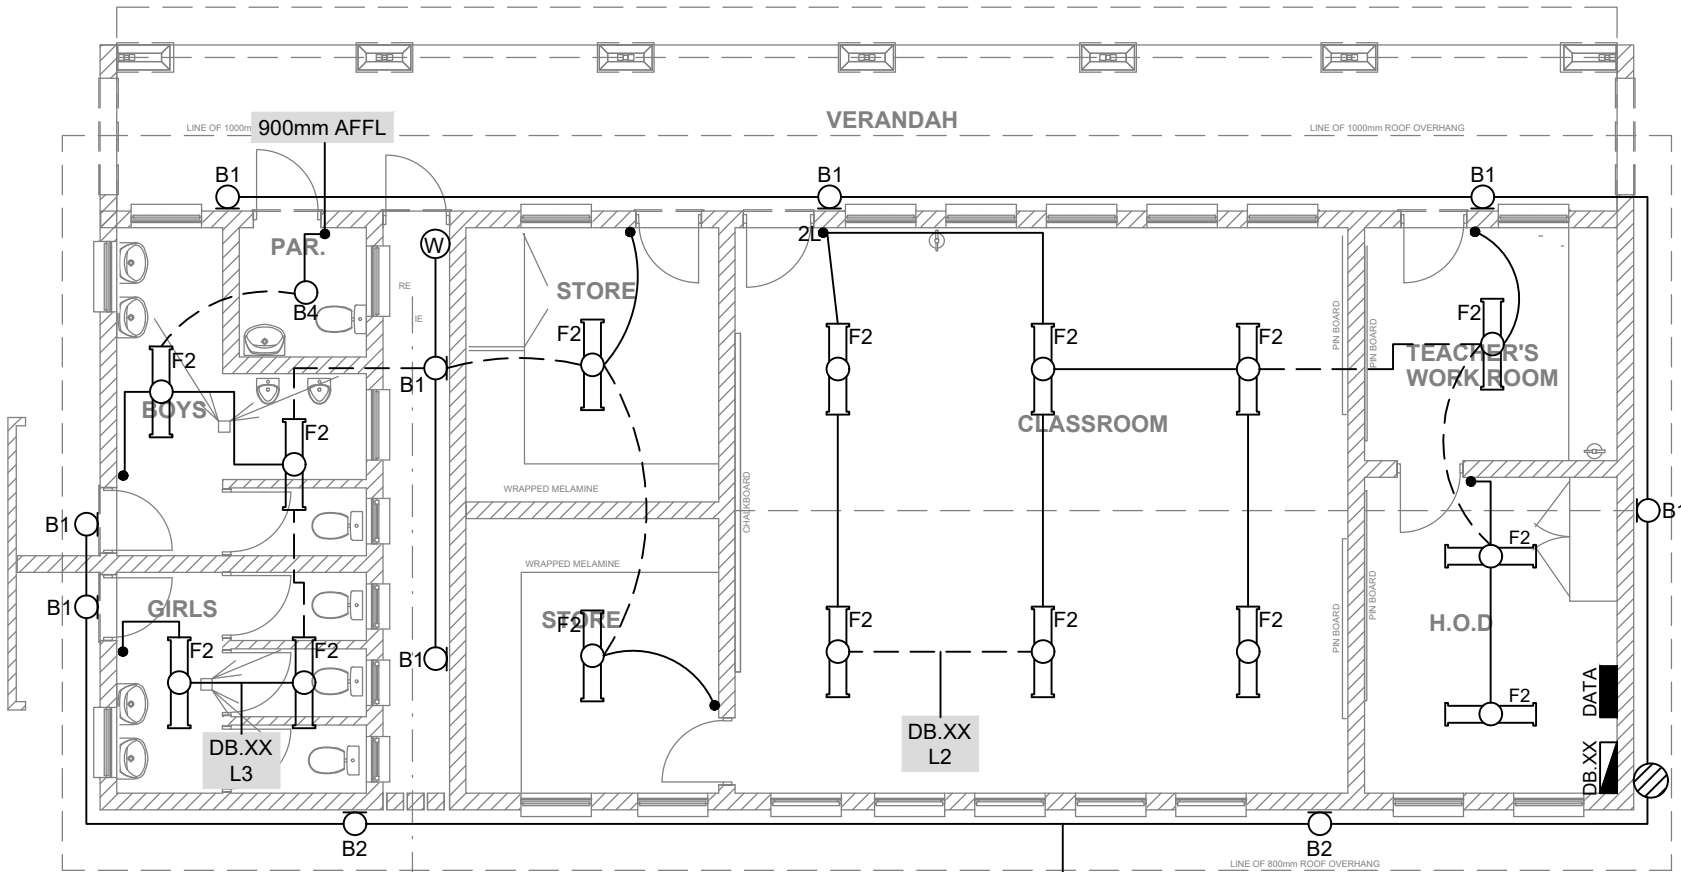 LINE OF 1000m
900mm AFFL
VERANDAH
LINE OF 1000mm ROOF OVERHANG
B1
B1
B1
PAR.
W
2L
RE
IE
STORE
B4
F2
F2
F2
F2
F2
F2
PIN BOARD
PIN BOARD
TEACHER'S
WORK ROOM
B1
BOYS
F2
CLASSROOM
WRAPPED MELAMINE
CHALKBOARD
B1
B1
F2
WRAPPED MELAMINE
B1
GIRLS
STORE
F2
F2
F2
F2
PIN BOARD
PIN BOARD
H.O.D
F2
F2
B1
F2
DATA
DB.XX
L3
DB.XX
L2
DB.XX
B2
B2
LINE OF 800mm ROOF OVERHANG